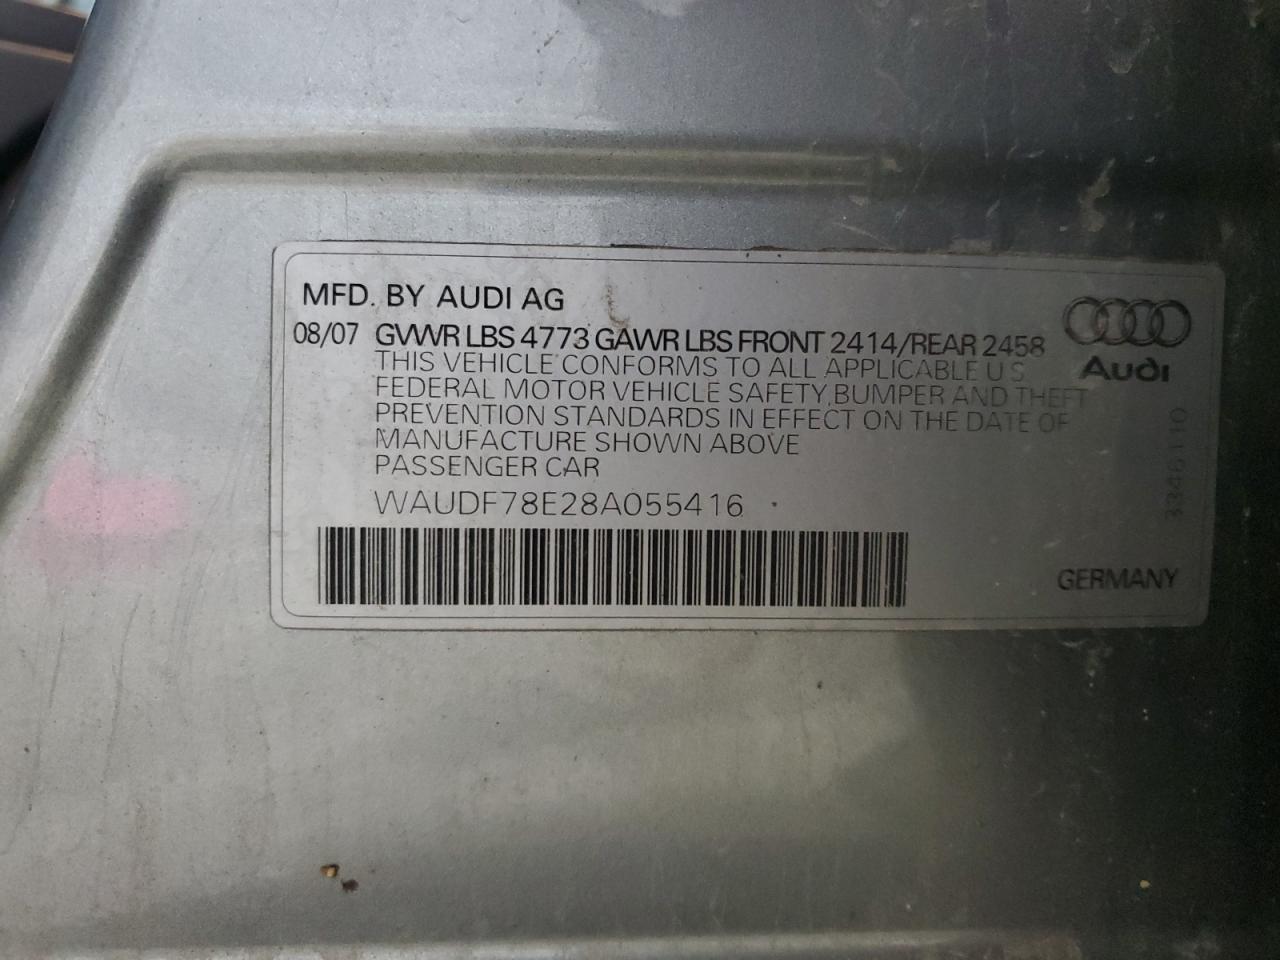 MFD. BY AUDI AG
08/07 GVWR LBS 4773 GAWR LBS FRONT 2414/REAR 2458
THIS VEHICLE CONFORMS TO ALL APPLICABLE U S
FEDERAL MOTOR VEHICLE SAFETY, BUMPER AND THEFT
PREVENTION STANDARDS IN EFFECT ON THE DATE OF
MANUFACTURE SHOWN ABOVE
PASSENGER CAR
WAUDF78E28A055416
Audi
3346110
GERMANY